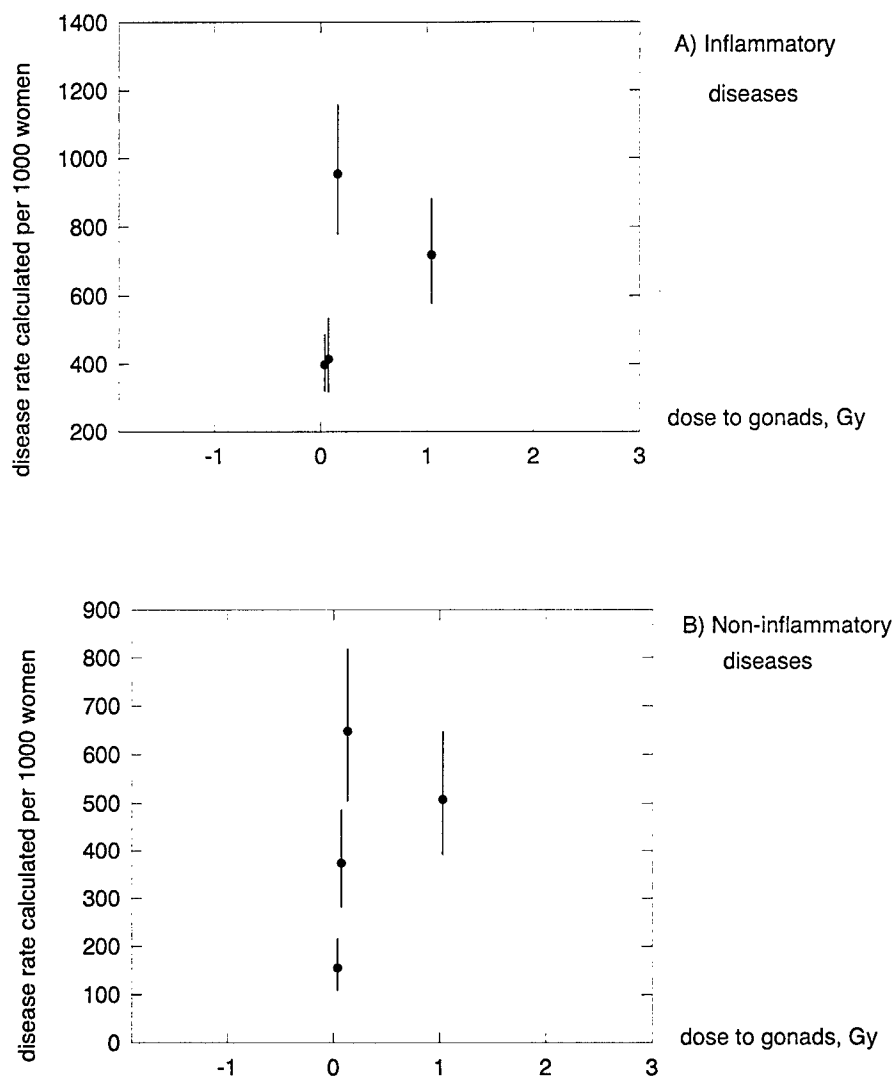 disease rate calculated per 1000 women
1400
1200
1000
800
600
400
200
-1 0 1 2 3
A) Inflammatory
diseases
dose to gonads, Gy
disease rate calculated per 1000 women
900
800
700
600
500
400
300
200
100
0
-1 0 1 2 3
B) Non-inflammatory
diseases
dose to gonads, Gy